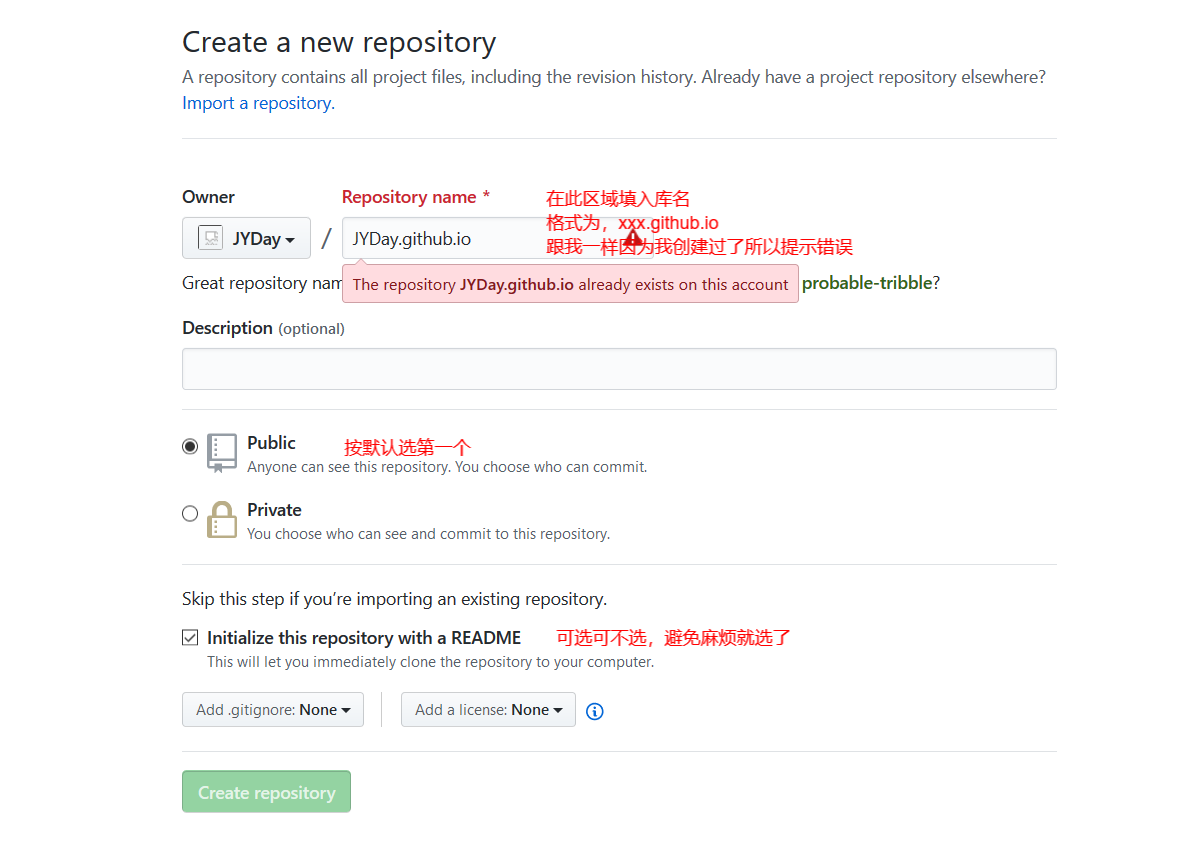 Create a new repository
A repository contains all project files, including the revision history. Already have a project repository elsewhere?
Import a repository.
Owner
Repository name *
在此区域填入库名
格式为，xxx.github.io
跟我一样因为我创建过了所以提示错误
JYDay
/
JYDay.github.io
Great repository nam
The repository JYDay.github.io already exists on this account
probable-tribble?
Description (optional)
Public
按默认选第一个
Anyone can see this repository. You choose who can commit.
Private
You choose who can see and commit to this repository.
Skip this step if you’re importing an existing repository.
Initialize this repository with a README
可选可不选，避免麻烦就选了
This will let you immediately clone the repository to your computer.
Add .gitignore: None
Add a license: None
Create repository